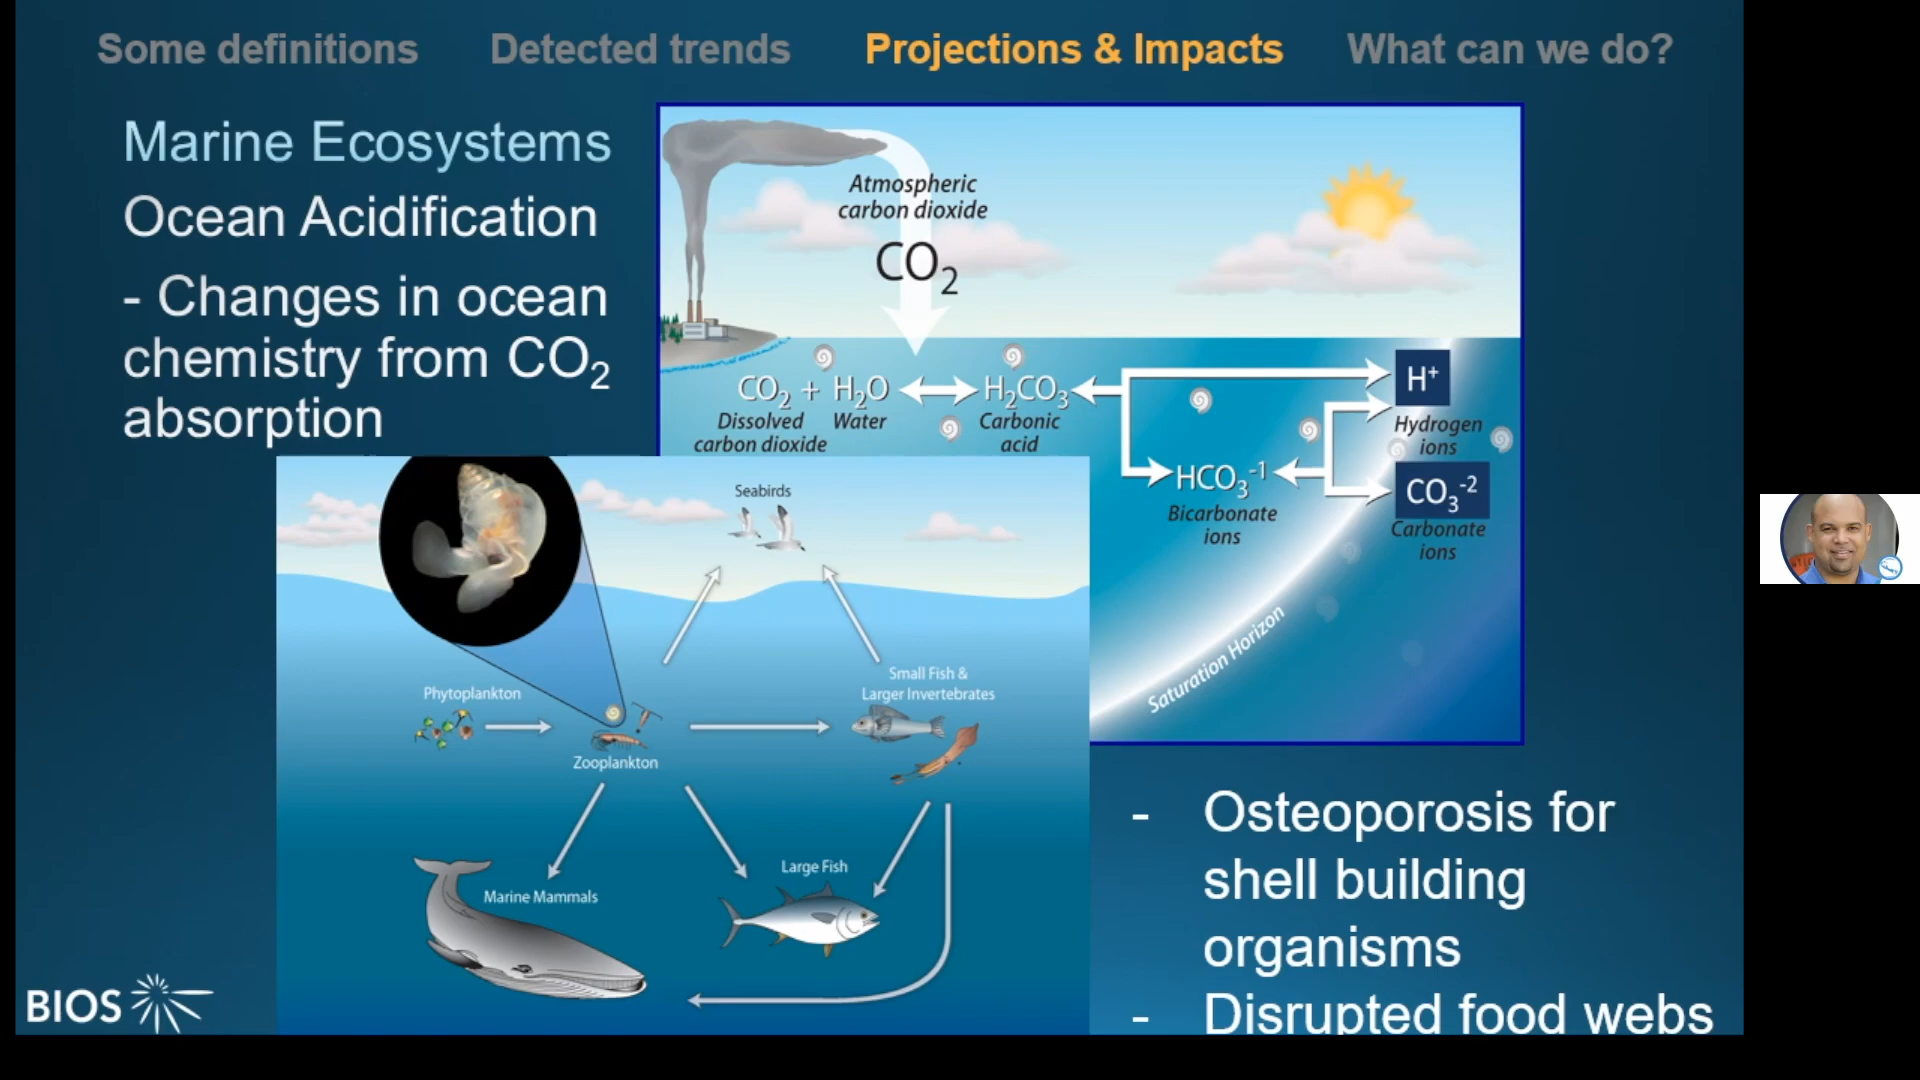 Some definitions
Detected trends
Projections & Impacts
What can we do?
Marine Ecosystems
Ocean Acidification
- Changes in ocean
chemistry from CO₂
absorption
Atmospheric
carbon dioxide
CO₂
CO₂ + H₂O
H₂CO₃
H⁺
Dissolved
carbon dioxide
Water
Carbonic
acid
Hydrogen
ions
HCO₃⁻¹
Bicarbonate
ions
CO₃⁻²
Carbonate
ions
Saturation Horizon
Seabirds
Phytoplankton
Zooplankton
Small Fish &
Larger Invertebrates
Marine Mammals
Large Fish
- Osteoporosis for
shell building
organisms
- Disrupted food webs
BIOS